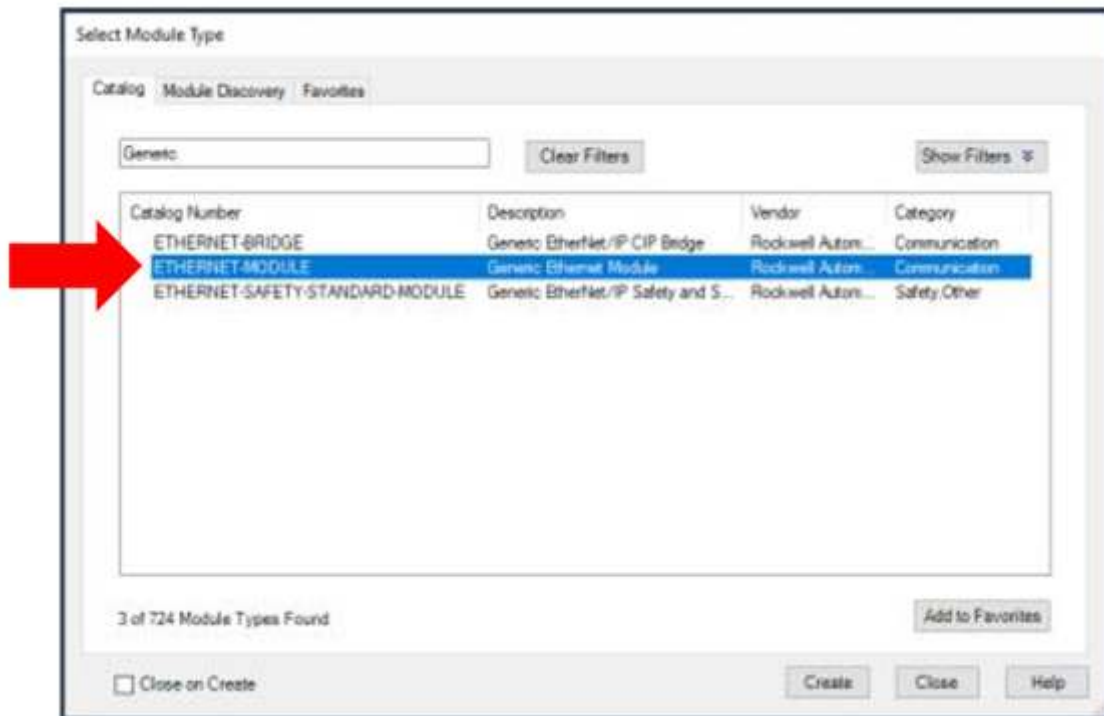 Select Module Type
Catalog Module Discovery Favorites
Generic Clear Filters Show Filters
Catalog Number Description Vendor Category
ETHERNET-BRIDGE Generic EtherNet/IP CIP Bridge Rockwell Autom... Communication
ETHERNET-MODULE Generic Ethernet Module Rockwell Autom... Communication
ETHERNET-SAFETY-STANDARD-MODULE Generic EtherNet/IP Safety and S... Rockwell Autom... Safety,Other
3 of 724 Module Types Found Add to Favorites
Close on Create Create Close Help